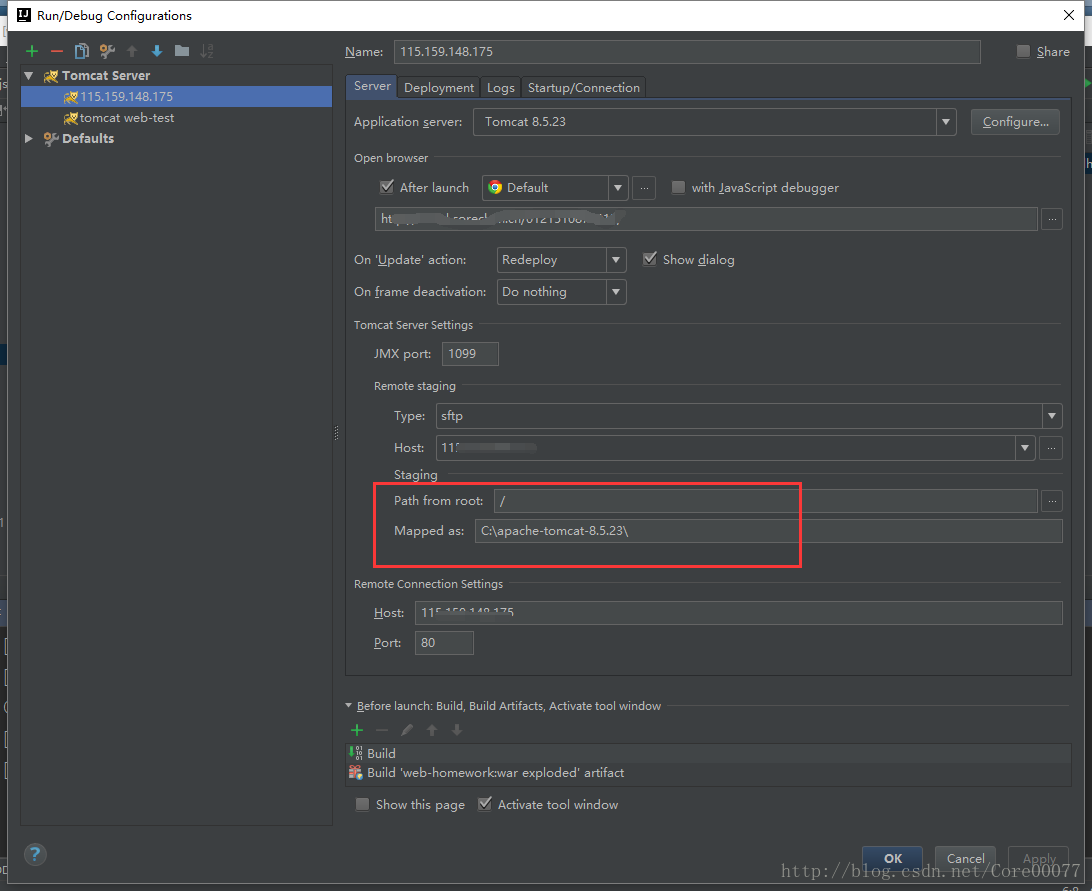 Run/Debug Configurations
Name: 115.159.148.175 Share
Tomcat Server
115.159.148.175
tomcat web-test
Defaults
Server Deployment Logs Startup/Connection
Application server: Tomcat 8.5.23 Configure...
Open browser
After launch Default ... with JavaScript debugger
...
On 'Update' action: Redeploy Show dialog
On frame deactivation: Do nothing
Tomcat Server Settings
JMX port: 1099
Remote staging
Type: sftp
Host: 115 ...
Staging
Path from root: / ...
Mapped as: C:\apache-tomcat-8.5.23\
Remote Connection Settings
Host: 115.159.148.175
Port: 80
Before launch: Build, Build Artifacts, Activate tool window
Build
Build 'web-homework:war exploded' artifact
Show this page Activate tool window
? OK Cancel Apply
http://blog.csdn.net/Core00077